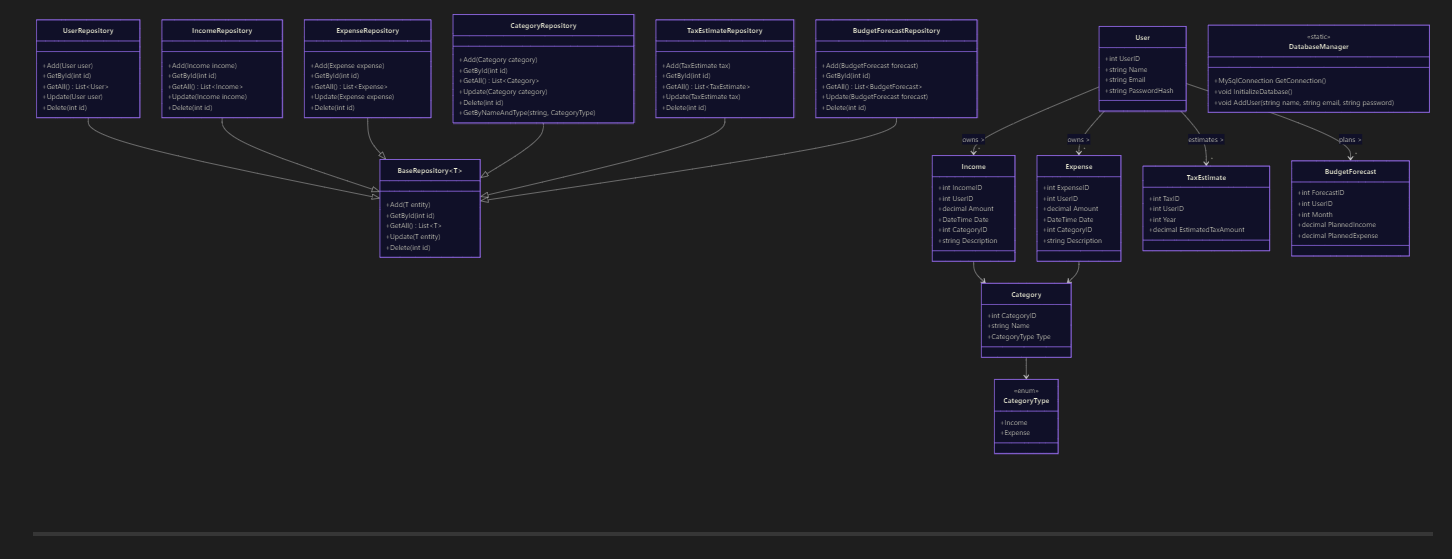 UserRepository
+Add(User user)
+GetById(int id)
+GetAll() : List<User>
+Update(User user)
+Delete(int id)
IncomeRepository
+Add(Income income)
+GetById(int id)
+GetAll() : List<Income>
+Update(Income income)
+Delete(int id)
ExpenseRepository
+Add(Expense expense)
+GetById(int id)
+GetAll() : List<Expense>
+Update(Expense expense)
+Delete(int id)
CategoryRepository
+Add(Category category)
+GetById(int id)
+GetAll() : List<Category>
+Update(Category category)
+Delete(int id)
+GetByNameAndType(string, CategoryType)
TaxEstimateRepository
+Add(TaxEstimate tax)
+GetById(int id)
+GetAll() : List<TaxEstimate>
+Update(TaxEstimate tax)
+Delete(int id)
BudgetForecastRepository
+Add(BudgetForecast forecast)
+GetById(int id)
+GetAll() : List<BudgetForecast>
+Update(BudgetForecast forecast)
+Delete(int id)
User
+int UserID
+string Name
+string Email
+string PasswordHash
«static»
DatabaseManager
+MySqlConnection GetConnection()
+void InitializeDatabase()
+void AddUser(string name, string email, string password)
owns >
owns >
estimates >
plans >
BaseRepository<T>
+Add(T entity)
+GetById(int id)
+GetAll() : List<T>
+Update(T entity)
+Delete(int id)
Income
+int IncomeID
+int UserID
+decimal Amount
+DateTime Date
+int CategoryID
+string Description
Expense
+int ExpenseID
+int UserID
+decimal Amount
+DateTime Date
+int CategoryID
+string Description
TaxEstimate
+int TaxID
+int UserID
+int Year
+decimal EstimatedTaxAmount
BudgetForecast
+int ForecastID
+int UserID
+int Month
+decimal PlannedIncome
+decimal PlannedExpense
Category
+int CategoryID
+string Name
+CategoryType Type
«enum»
CategoryType
+Income
+Expense